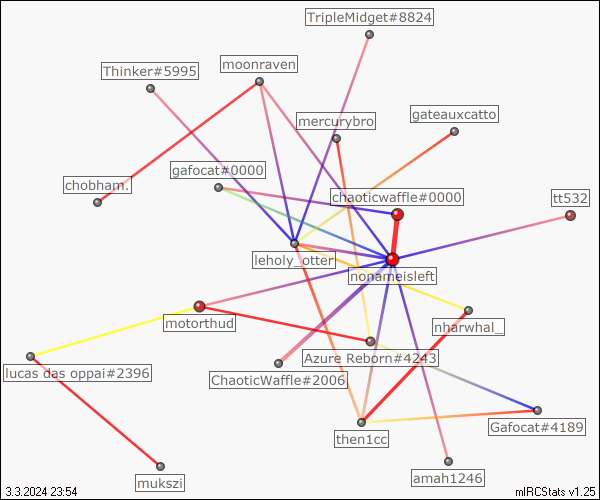 TripleMidget#8824
moonraven
Thinker#5995
mercurybro
gateauxcatto
gafocat#0000
chobham.
chaoticwaffle#0000
tt532
leholy_otter
nonameisleft
motorthud
nharwhal_
Azure Reborn#4243
lucas das oppai#2396
ChaoticWaffle#2006
Gafocat#4189
then1cc
amah1246
mukszi
3.3.2024 23:54
mIRCStats v1.25